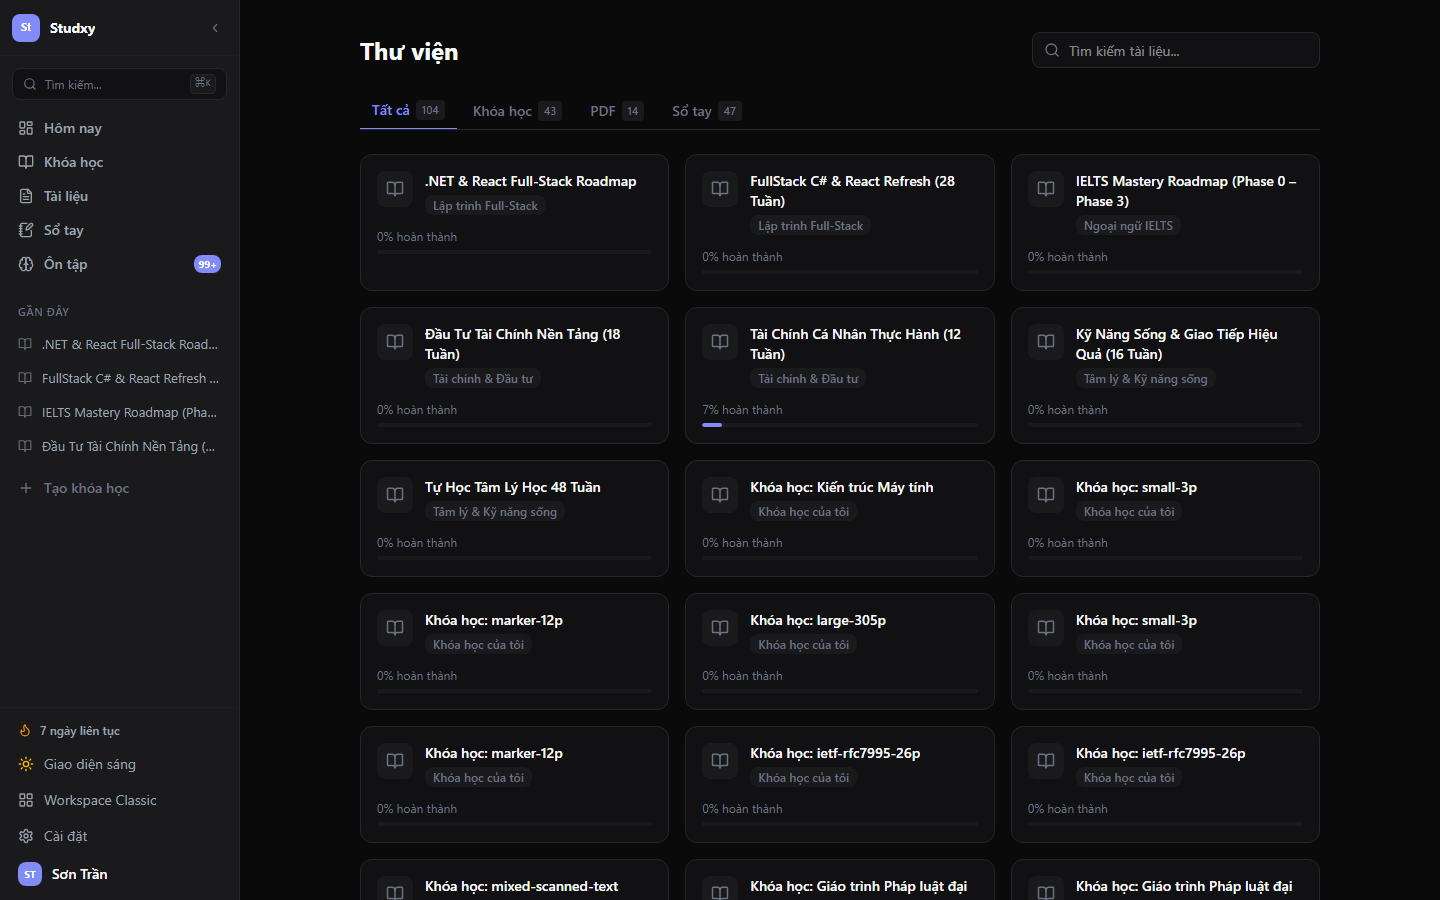 St Studxy
Tìm kiếm... ⌘K
Hôm nay
Khóa học
Tài liệu
Sổ tay
Ôn tập 99+
GẦN ĐÂY
.NET & React Full-Stack Road...
FullStack C# & React Refresh ...
IELTS Mastery Roadmap (Pha...
Đầu Tư Tài Chính Nền Tảng (...
Tạo khóa học
7 ngày liên tục
Giao diện sáng
Workspace Classic
Cài đặt
ST Sơn Trần
Thư viện
Tìm kiếm tài liệu...
Tất cả 104 Khóa học 43 PDF 14 Sổ tay 47
.NET & React Full-Stack Roadmap
Lập trình Full-Stack
0% hoàn thành
FullStack C# & React Refresh (28
Tuần)
Lập trình Full-Stack
0% hoàn thành
IELTS Mastery Roadmap (Phase 0 –
Phase 3)
Ngoại ngữ IELTS
0% hoàn thành
Đầu Tư Tài Chính Nền Tảng (18
Tuần)
Tài chính & Đầu tư
0% hoàn thành
Tài Chính Cá Nhân Thực Hành (12
Tuần)
Tài chính & Đầu tư
7% hoàn thành
Kỹ Năng Sống & Giao Tiếp Hiệu
Quả (16 Tuần)
Tâm lý & Kỹ năng sống
0% hoàn thành
Tự Học Tâm Lý Học 48 Tuần
Tâm lý & Kỹ năng sống
0% hoàn thành
Khóa học: Kiến trúc Máy tính
Khóa học của tôi
0% hoàn thành
Khóa học: small-3p
Khóa học của tôi
0% hoàn thành
Khóa học: marker-12p
Khóa học của tôi
0% hoàn thành
Khóa học: large-305p
Khóa học của tôi
0% hoàn thành
Khóa học: small-3p
Khóa học của tôi
0% hoàn thành
Khóa học: marker-12p
Khóa học của tôi
0% hoàn thành
Khóa học: ietf-rfc7995-26p
Khóa học của tôi
0% hoàn thành
Khóa học: ietf-rfc7995-26p
Khóa học của tôi
0% hoàn thành
Khóa học: mixed-scanned-text
Khóa học: Giáo trình Pháp luật đại
Khóa học: Giáo trình Pháp luật đại